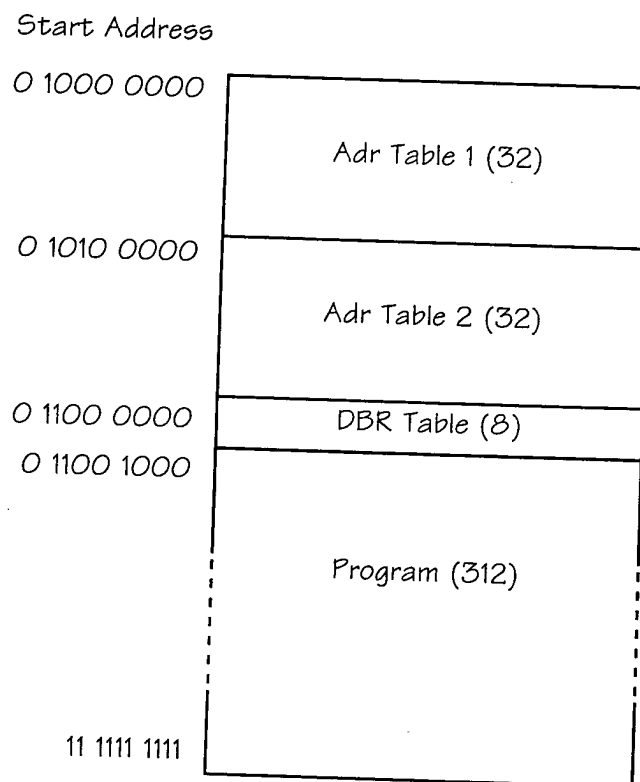 Start Address
0 1000 0000
Adr Table 1 (32)
0 1010 0000
Adr Table 2 (32)
0 1100 0000
DBR Table (8)
0 1100 1000
Program (312)
11 1111 1111